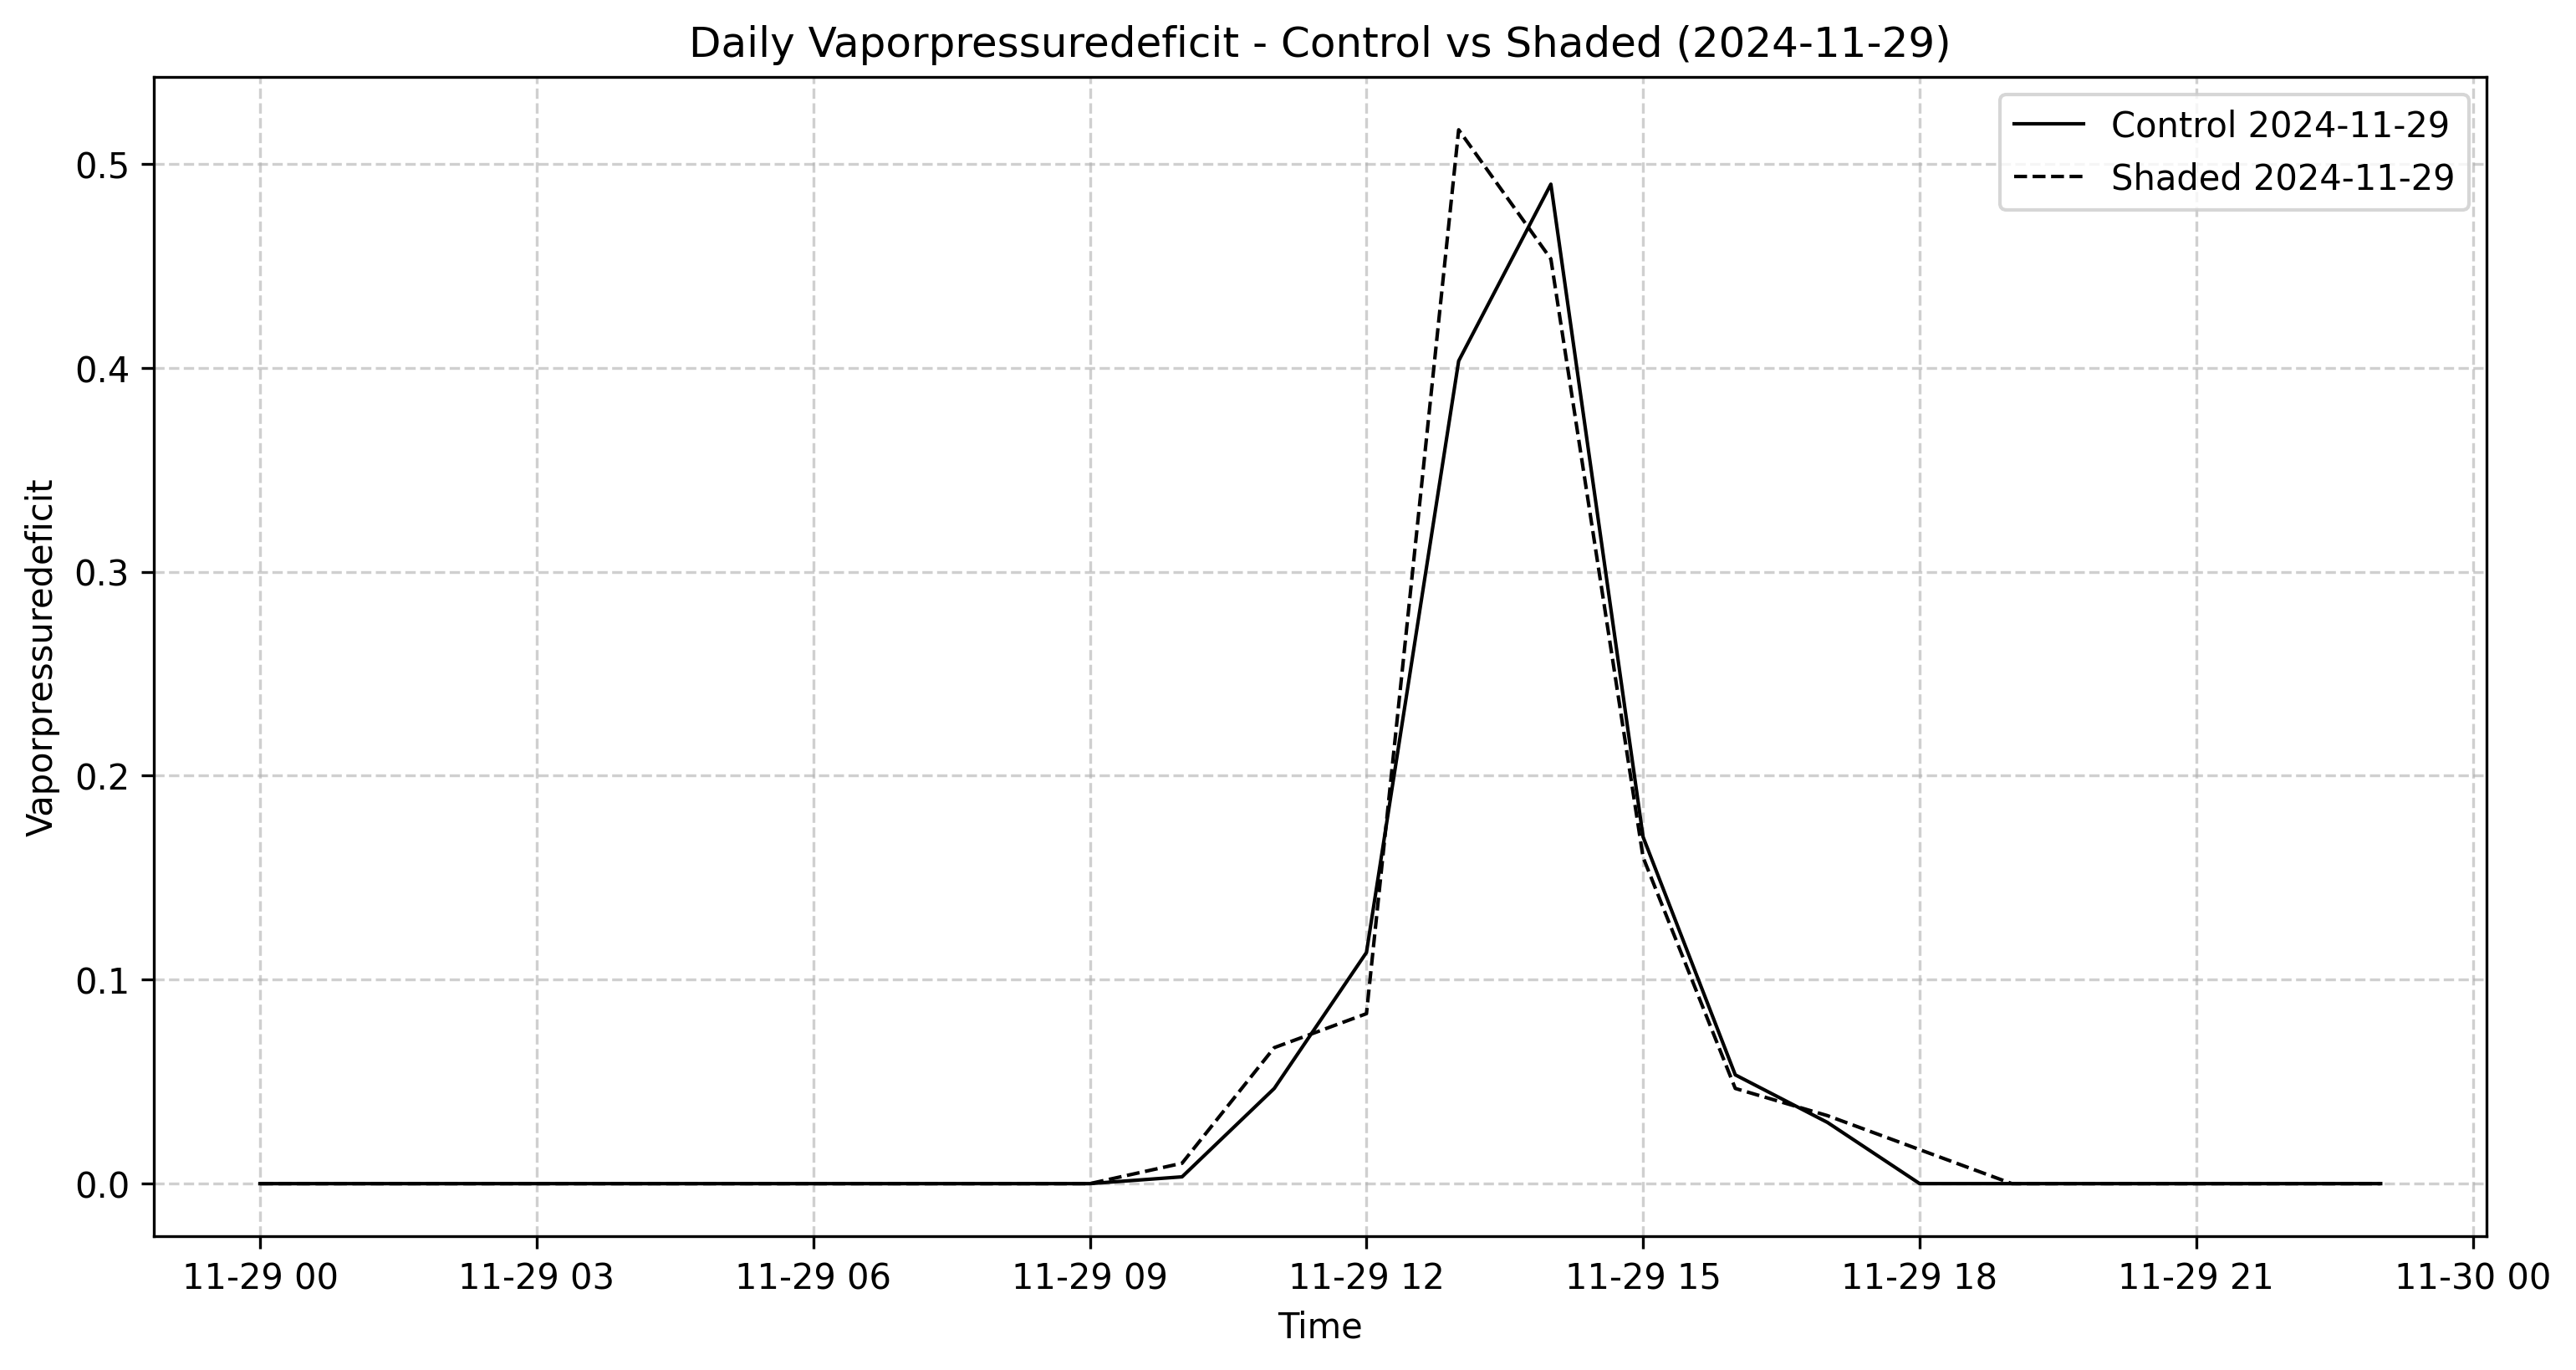 Daily Vaporpressuredeficit - Control vs Shaded (2024-11-29)
Control 2024-11-29
Shaded 2024-11-29
Vaporpressuredeficit
0.5
0.4
0.3
0.2
0.1
0.0
11-29 00 11-29 03 11-29 06 11-29 09 11-29 12 11-29 15 11-29 18 11-29 21 11-30 00
Time